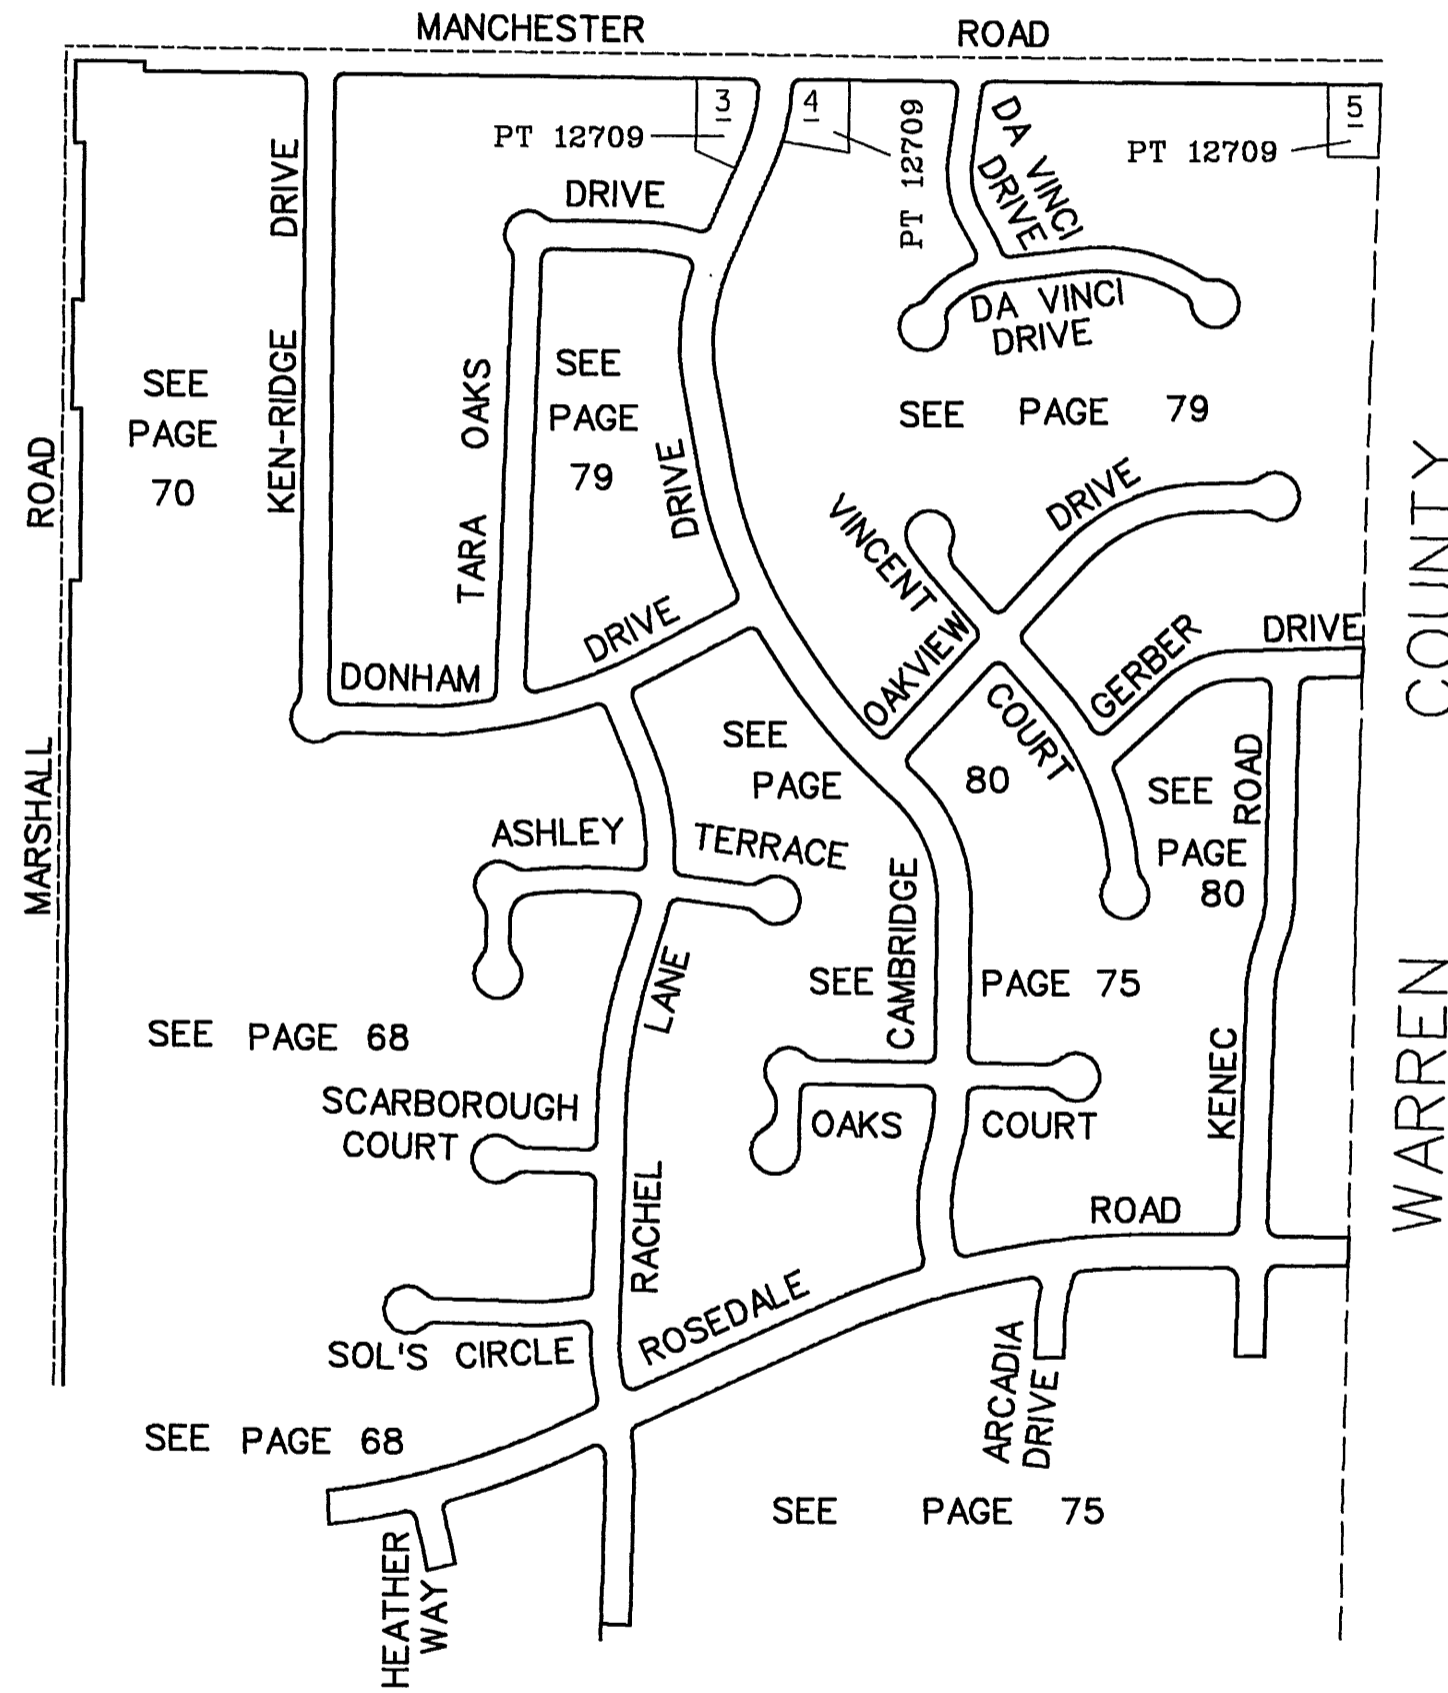 MANCHESTER ROAD
3
4
5
PT 12709
PT 12709
PT 12709
DA VINCI
DRIVE
DA VINCI
DRIVE
DRIVE
TARA OAKS
KEN-RIDGE DRIVE
SEE
PAGE
70
SEE
PAGE
79
SEE PAGE 79
MARSHALL ROAD
DRIVE
VINCENT
COURT
OAKVIEW
DRIVE
GERBER
DRIVE
DONHAM
DRIVE
SEE
PAGE
80
SEE
PAGE
80
ROAD
KENEC
ASHLEY TERRACE
CAMBRIDGE
SEE PAGE 75
LANE
RACHEL
SEE PAGE 68
SCARBOROUGH
COURT
OAKS COURT
ROSEDALE
ROAD
SOL'S CIRCLE
ARCADIA
DRIVE
SEE PAGE 68
SEE PAGE 75
HEATHER
WAY
WARREN COUNTY